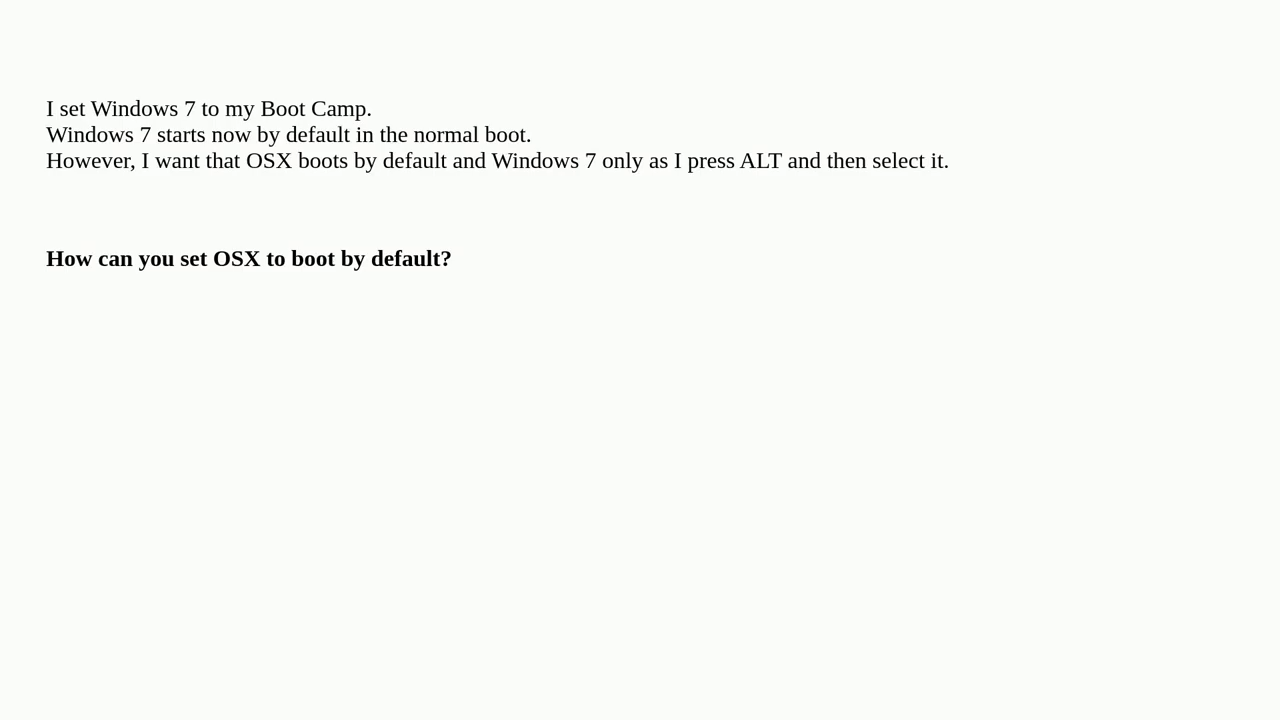 I set Windows 7 to my Boot Camp.
Windows 7 starts now by default in the normal boot.
However, I want that OSX boots by default and Windows 7 only as I press ALT and then select it.
How can you set OSX to boot by default?